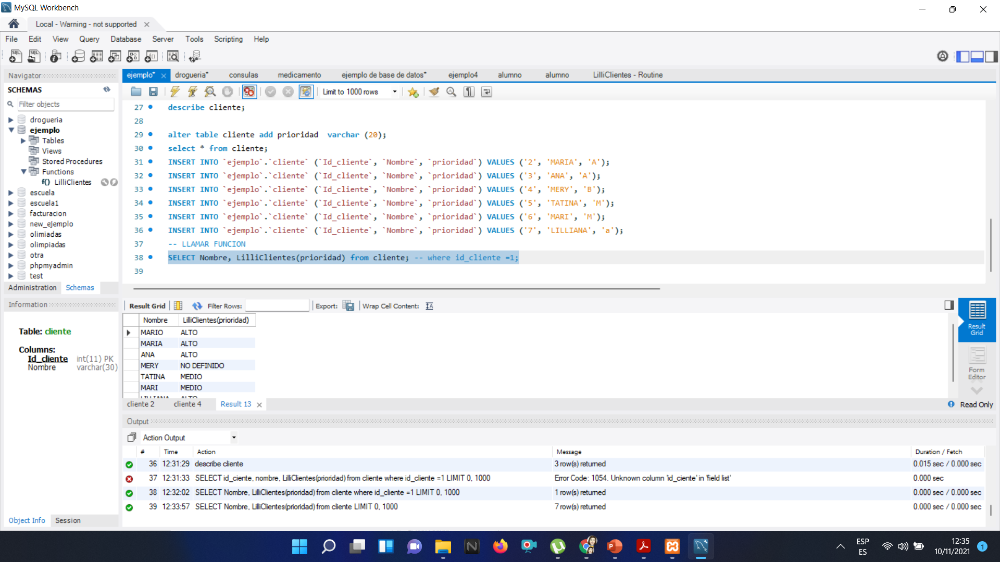 MySQL Workbench
Local - Warning - not supported
File Edit View Query Database Server Tools Scripting Help
Navigator
SCHEMAS
Filter objects
drogueria
ejemplo
Tables
Views
Stored Procedures
Functions
f() LilliClientes
escuela
escuela1
facturacion
new_ejemplo
olimiadas
olimpiadas
otra
phpmyadmin
test
Administration Schemas
Information
Table: cliente
Columns:
Id_cliente int(11) PK
Nombre varchar(30)
Object Info Session
ejemplo* drogueria* consulas medicamento ejemplo de base de datos* ejemplo4 alumno alumno LilliClientes - Routine
Limit to 1000 rows
27 describe cliente;
28
29 alter table cliente add prioridad  varchar (20);
30 select * from cliente;
31 INSERT INTO `ejemplo`.`cliente` (`Id_cliente`, `Nombre`, `prioridad`) VALUES ('2', 'MARIA', 'A');
32 INSERT INTO `ejemplo`.`cliente` (`Id_cliente`, `Nombre`, `prioridad`) VALUES ('3', 'ANA', 'A');
33 INSERT INTO `ejemplo`.`cliente` (`Id_cliente`, `Nombre`, `prioridad`) VALUES ('4', 'MERY', 'B');
34 INSERT INTO `ejemplo`.`cliente` (`Id_cliente`, `Nombre`, `prioridad`) VALUES ('5', 'TATINA', 'M');
35 INSERT INTO `ejemplo`.`cliente` (`Id_cliente`, `Nombre`, `prioridad`) VALUES ('6', 'MARI', 'M');
36 INSERT INTO `ejemplo`.`cliente` (`Id_cliente`, `Nombre`, `prioridad`) VALUES ('7', 'LILLIANA', 'a');
37 -- LLAMAR FUNCION
38 SELECT Nombre, LilliClientes(prioridad) from cliente; -- where id_cliente =1;
39
Result Grid Filter Rows: Export: Wrap Cell Content:
Nombre LilliClientes(prioridad)
MARIO ALTO
MARIA ALTO
ANA ALTO
MERY NO DEFINIDO
TATINA MEDIO
MARI MEDIO
LILLIANA ALTO
Result
Grid
Form
Editor
cliente 2 cliente 4 Result 13
Read Only
Output
Action Output
# Time Action Message Duration / Fetch
36 12:31:29 describe cliente 3 row(s) returned 0.015 sec / 0.000 sec
37 12:31:33 SELECT id_ciente, nombre, LilliClientes(prioridad) from cliente where id_cliente =1 LIMIT 0, 1000 Error Code: 1054. Unknown column 'id_ciente' in 'field list' 0.000 sec
38 12:32:02 SELECT Nombre, LilliClientes(prioridad) from cliente where id_cliente =1 LIMIT 0, 1000 1 row(s) returned 0.000 sec / 0.000 sec
39 12:33:57 SELECT Nombre, LilliClientes(prioridad) from cliente LIMIT 0, 1000 7 row(s) returned 0.000 sec / 0.000 sec
ESP
ES
12:35
10/11/2021
1